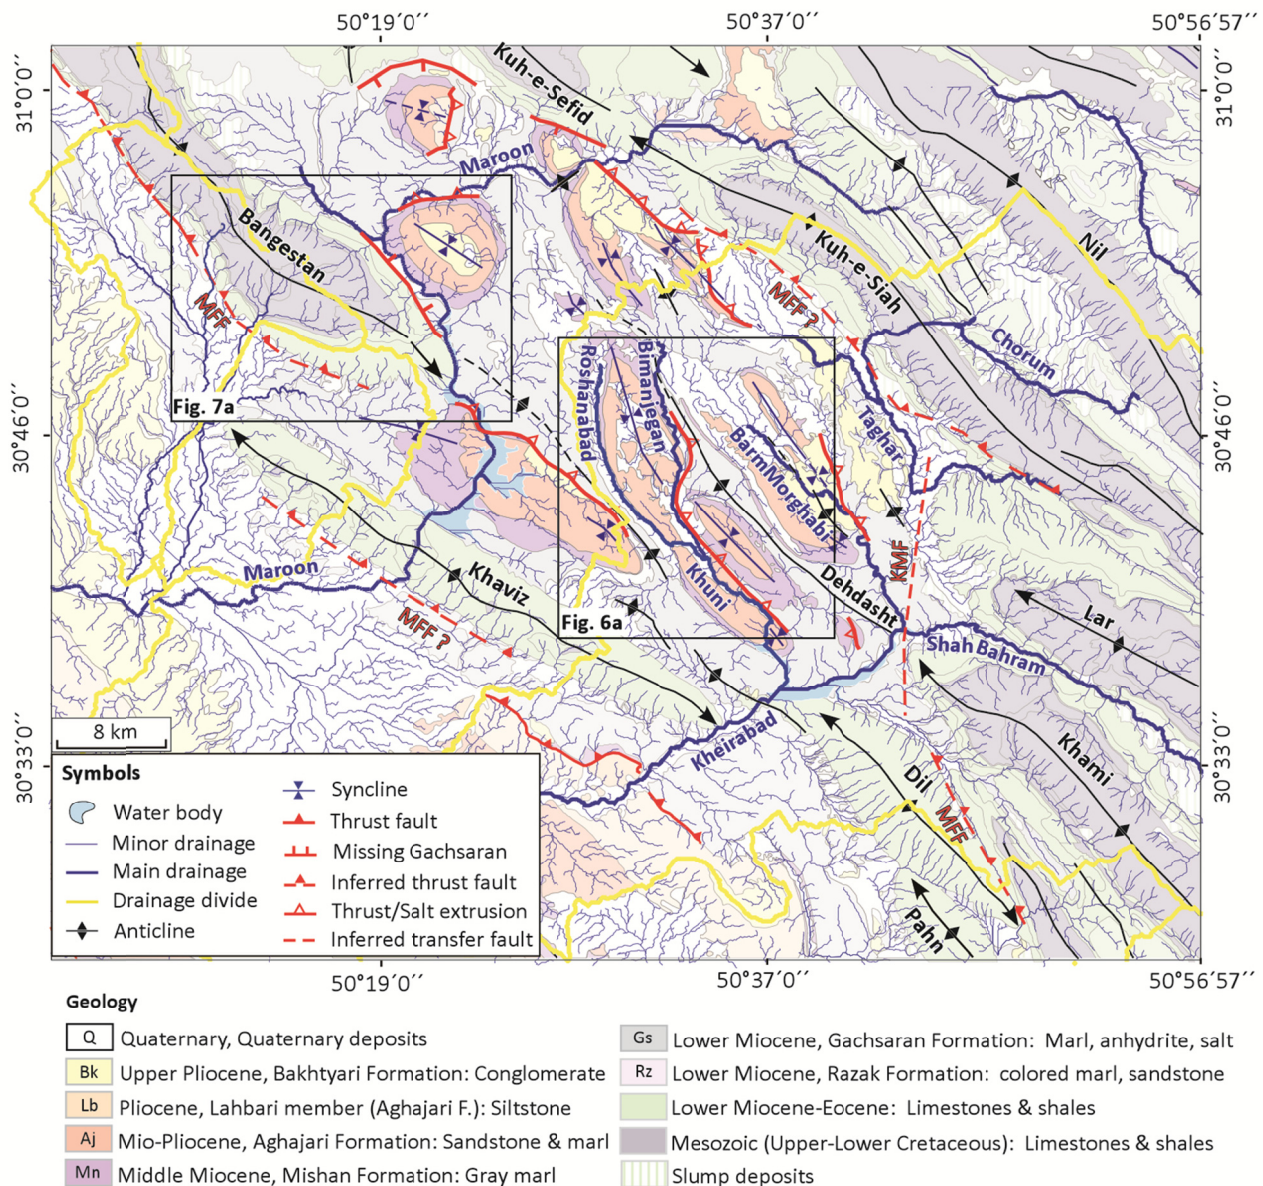 50°19´0´´
50°37´0´´
50°56´57´´
31°0´0´´
31°0´0´´
Kuh-e-Sefid
Maroon
Bangestan
Nil
Kuh-e-Siah
MFF
MFF ?
Chorum
Roshanabad
Bimanjegan
Fig. 7a
30°46´0´´
30°46´0´´
Taghar
BarmMorghabi
KMF
Maroon
Khaviz
Khuni
Dehdasht
Lar
MFF ?
Fig. 6a
Shah Bahram
8 km
Kheirabad
Khami
30°33´0´´
30°33´0´´
Dil
MFF
Pahn
Symbols
Water body
Minor drainage
Main drainage
Drainage divide
Anticline
Syncline
Thrust fault
Missing Gachsaran
Inferred thrust fault
Thrust/Salt extrusion
Inferred transfer fault
50°19´0´´
50°37´0´´
50°56´57´´
Geology
Q Quaternary, Quaternary deposits
Bk Upper Pliocene, Bakhtyari Formation: Conglomerate
Lb Pliocene, Lahbari member (Aghajari F.): Siltstone
Aj Mio-Pliocene, Aghajari Formation: Sandstone & marl
Mn Middle Miocene, Mishan Formation: Gray marl
Gs Lower Miocene, Gachsaran Formation: Marl, anhydrite, salt
Rz Lower Miocene, Razak Formation: colored marl, sandstone
Lower Miocene-Eocene: Limestones & shales
Mesozoic (Upper-Lower Cretaceous): Limestones & shales
Slump deposits